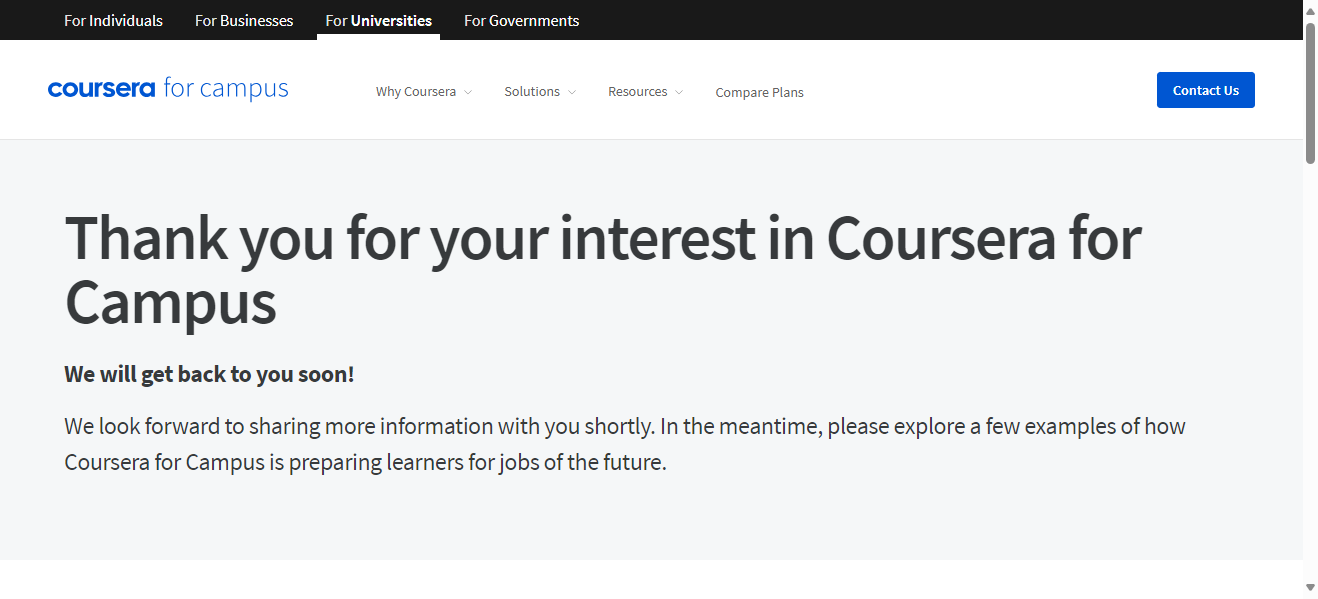 For Individuals For Businesses For Universities For Governments
coursera for campus Why Coursera Solutions Resources Compare Plans Contact Us
Thank you for your interest in Coursera for
Campus
We will get back to you soon!
We look forward to sharing more information with you shortly. In the meantime, please explore a few examples of how
Coursera for Campus is preparing learners for jobs of the future.